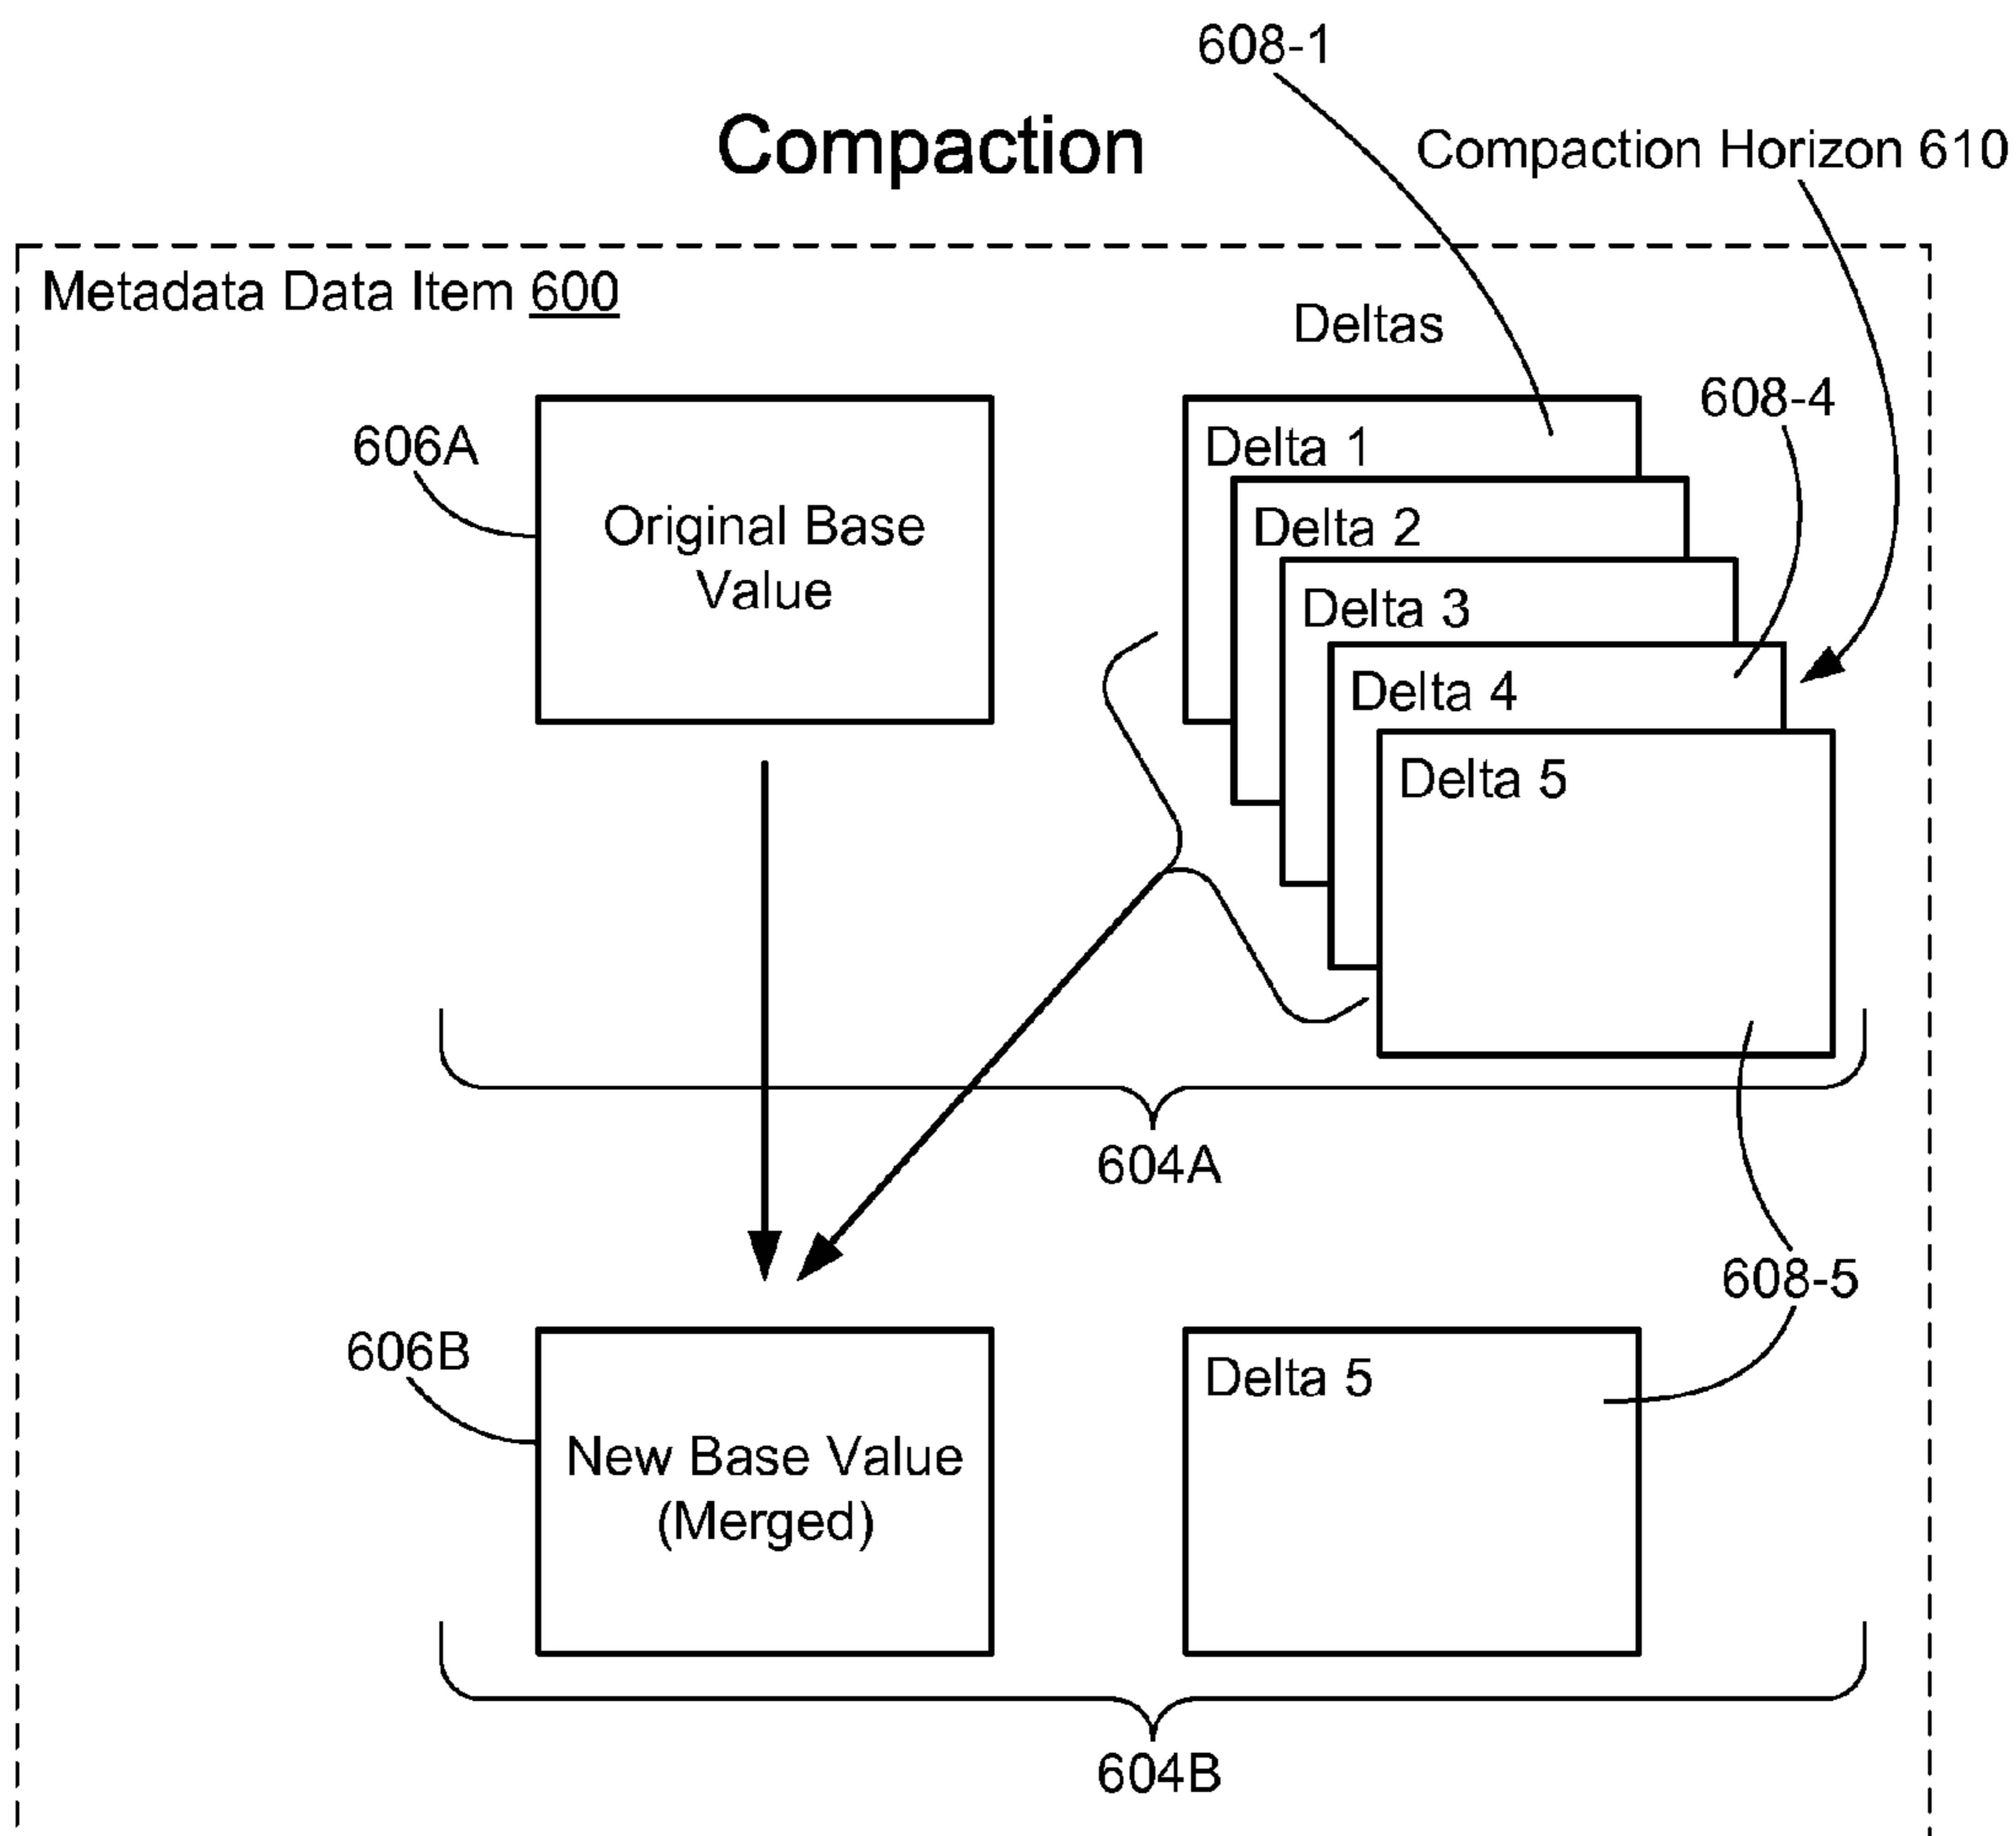 608-1
Compaction
Compaction Horizon 610
Metadata Data Item 600
Deltas
608-4
606A
Original Base
Value
Delta 1
Delta 2
Delta 3
Delta 4
Delta 5
604A
608-5
606B
New Base Value
(Merged)
Delta 5
604B